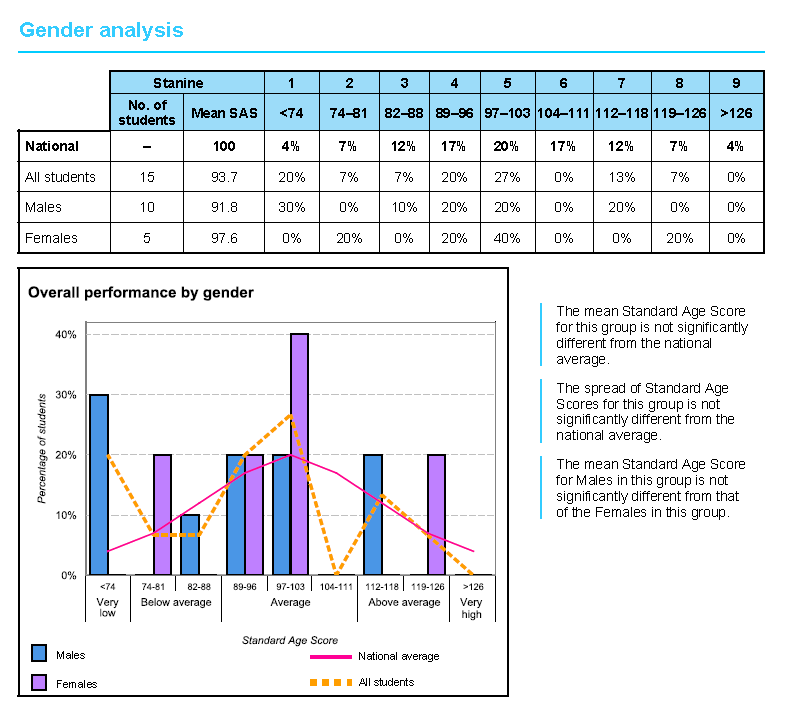 Gender analysis
Stanine 1 2 3 4 5 6 7 8 9
No. of students Mean SAS <74 74–81 82–88 89–96 97–103 104–111 112–118 119–126 >126
National – 100 4% 7% 12% 17% 20% 17% 12% 7% 4%
All students 15 93.7 20% 7% 7% 20% 27% 0% 13% 7% 0%
Males 10 91.8 30% 0% 10% 20% 20% 0% 20% 0% 0%
Females 5 97.6 0% 20% 0% 20% 40% 0% 0% 20% 0%
Overall performance by gender
40%
30%
20%
10%
0%
Percentage of students
<74 74-81 82-88 89-96 97-103 104-111 112-118 119-126 >126
Very low Below average Average Above average Very high
Standard Age Score
Males National average
Females All students
The mean Standard Age Score
for this group is not significantly
different from the national
average.
The spread of Standard Age
Scores for this group is not
significantly different from the
national average.
The mean Standard Age Score
for Males in this group is not
significantly different from that
of the Females in this group.